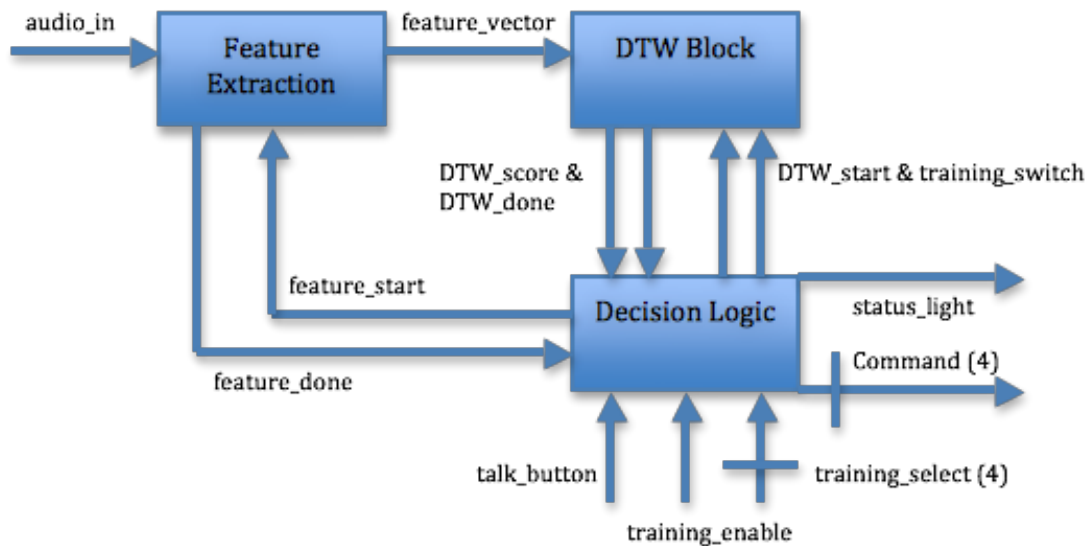 audio_in
Feature
Extraction
feature_vector
DTW Block
DTW_score &
DTW_done
DTW_start & training_switch
feature_start
Decision Logic
status_light
feature_done
Command (4)
talk_button
training_select (4)
training_enable